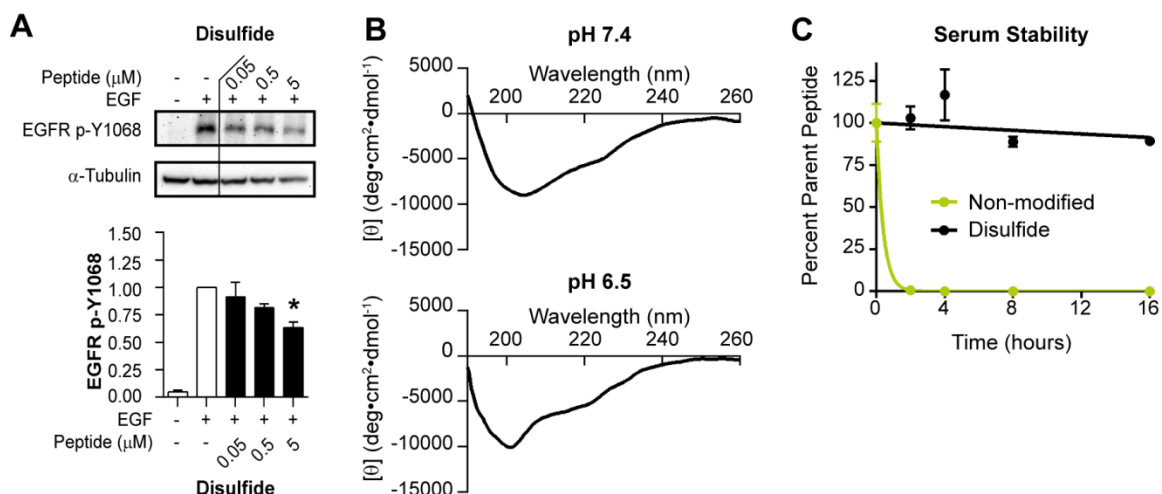 A
Disulfide
Peptide (μM) - - 0.05 0.5 5
EGF - + + + +
EGFR p-Y1068
α-Tubulin
EGFR p-Y1068
1.50
1.25
1.00
0.75
0.50
0.25
0.00
*
EGF - + + + +
Peptide (μM) - - 0.05 0.5 5
Disulfide
B
pH 7.4
Wavelength (nm)
200 220 240 260
[θ] (deg•cm²•dmol⁻¹)
5000
0
-5000
-10000
-15000
pH 6.5
Wavelength (nm)
200 220 240 260
[θ] (deg•cm²•dmol⁻¹)
5000
0
-5000
-10000
-15000
C
Serum Stability
Percent Parent Peptide
125
100
75
50
25
0
Non-modified
Disulfide
0 4 8 12 16
Time (hours)